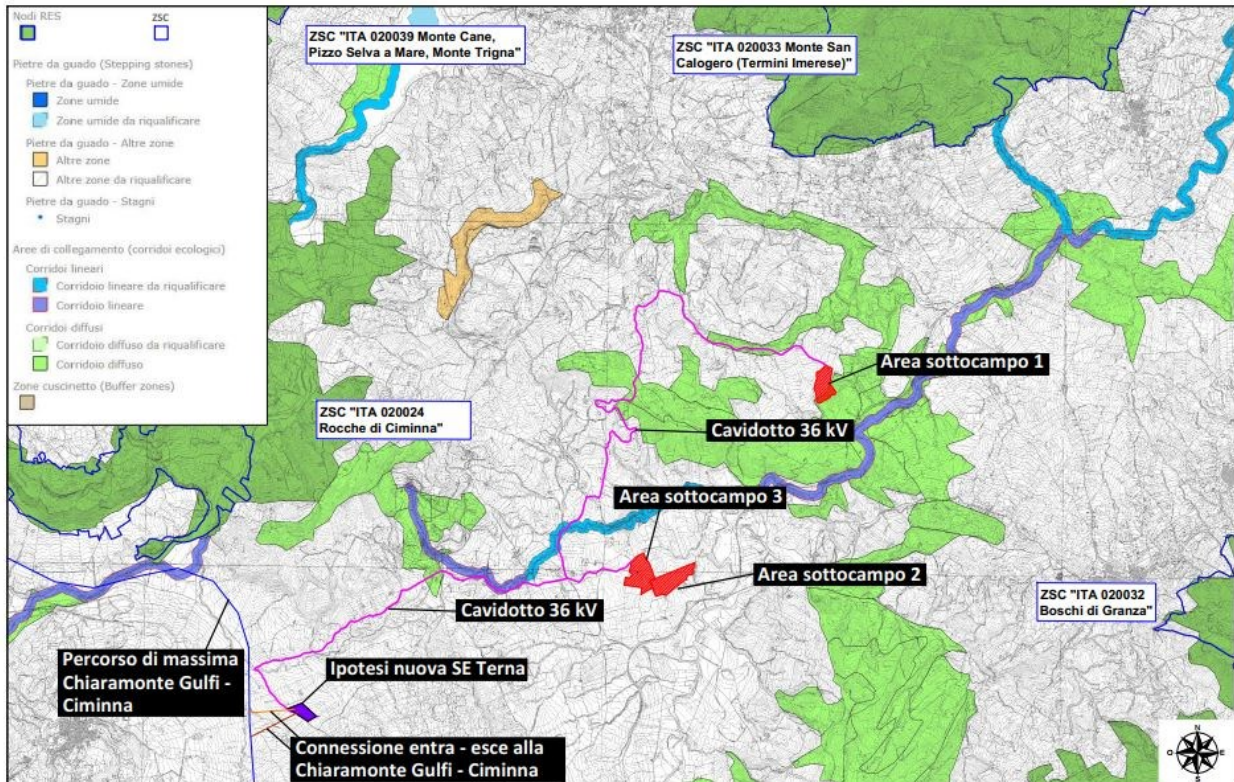 Nodi RES
ZSC
Pietre da guado (Stepping stones)
Pietre da guado - Zone umide
Zone umide
Zone umide da riqualificare
Pietre da guado - Altre zone
Altre zone
Altre zone da riqualificare
Pietre da guado - Stagni
Stagni
Aree di collegamento (corridoi ecologici)
Corridoi lineari
Corridoio lineare da riqualificare
Corridoio lineare
Corridoi diffusi
Corridoio diffuso da riqualificare
Corridoio diffuso
Zone cuscinetto (Buffer zones)
ZSC "ITA 020039 Monte Cane,
Pizzo Selva a Mare, Monte Trigna"
ZSC "ITA 020033 Monte San
Calogero (Termini Imerese)"
Area sottocampo 1
ZSC "ITA 020024
Rocche di Ciminna"
Cavidotto 36 kV
Area sottocampo 3
Area sottocampo 2
ZSC "ITA 020032
Boschi di Granza"
Cavidotto 36 kV
Percorso di massima
Chiaramonte Gulfi -
Ciminna
Ipotesi nuova SE Terna
Connessione entra - esce alla
Chiaramonte Gulfi - Ciminna
N
O
E
S